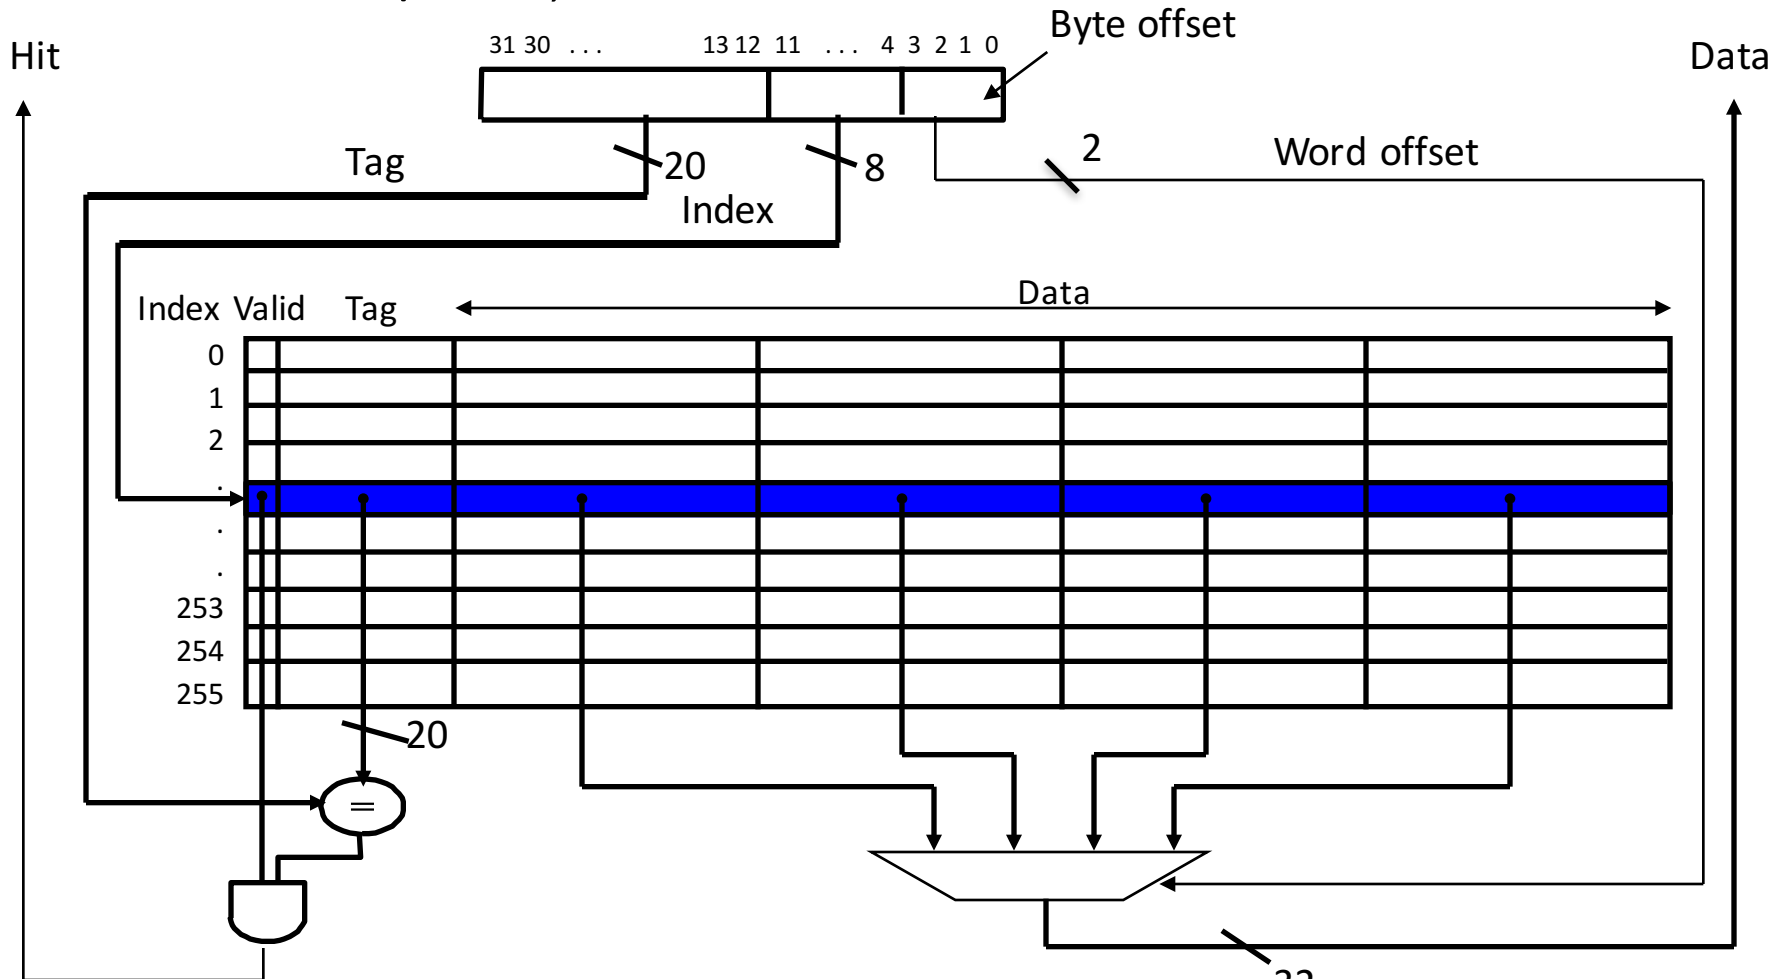 Byte offset
31 30 . . . 13 12 11 . . . 4 3 2 1 0
Hit
Data
20
8
2
Tag
Word offset
Index
Index Valid Tag
Data
0
1
2
.
.
.
253
254
255
20
=